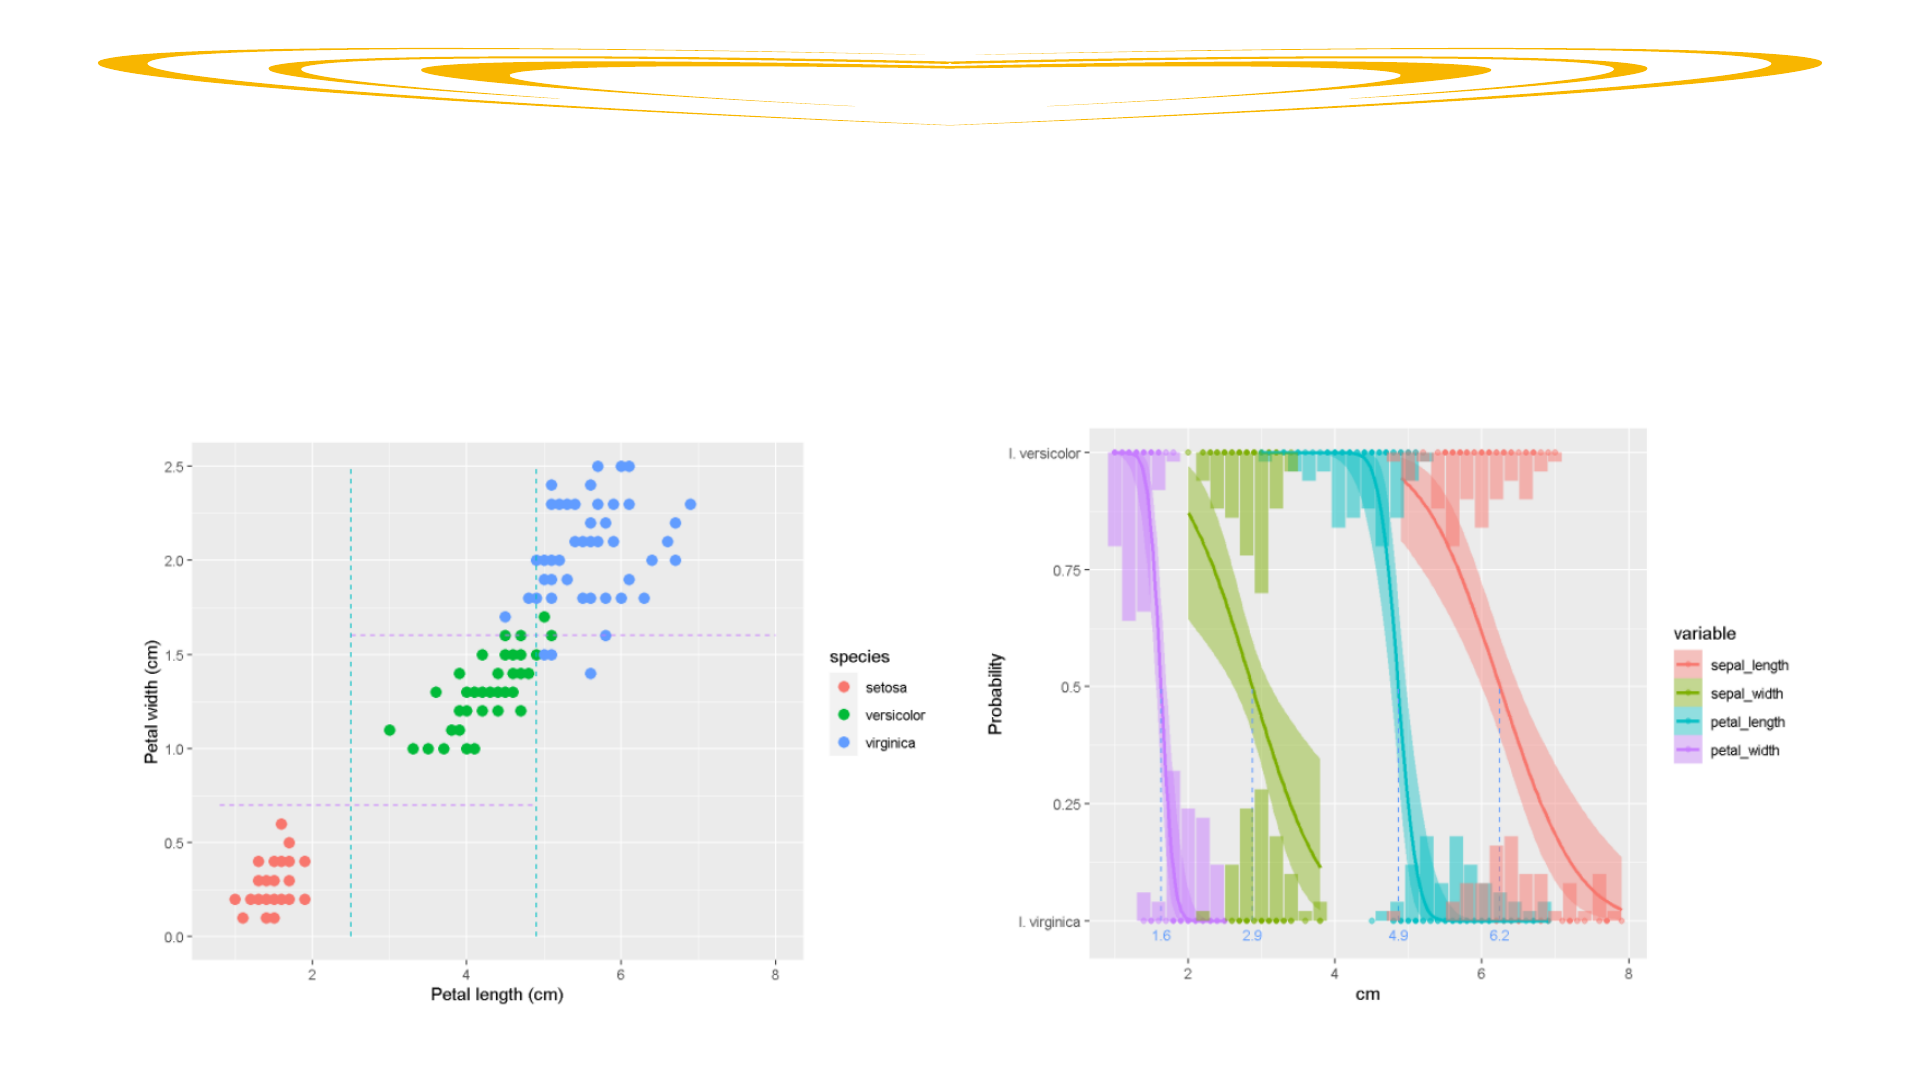 2.5
2.0
1.5
1.0
0.5
0.0
Petal width (cm)
2 4 6 8
Petal length (cm)
species
setosa
versicolor
virginica
I. versicolor
0.75
0.5
0.25
I. virginica
Probability
1.6 2.9 4.9 6.2
2 4 6 8
cm
variable
sepal_length
sepal_width
petal_length
petal_width